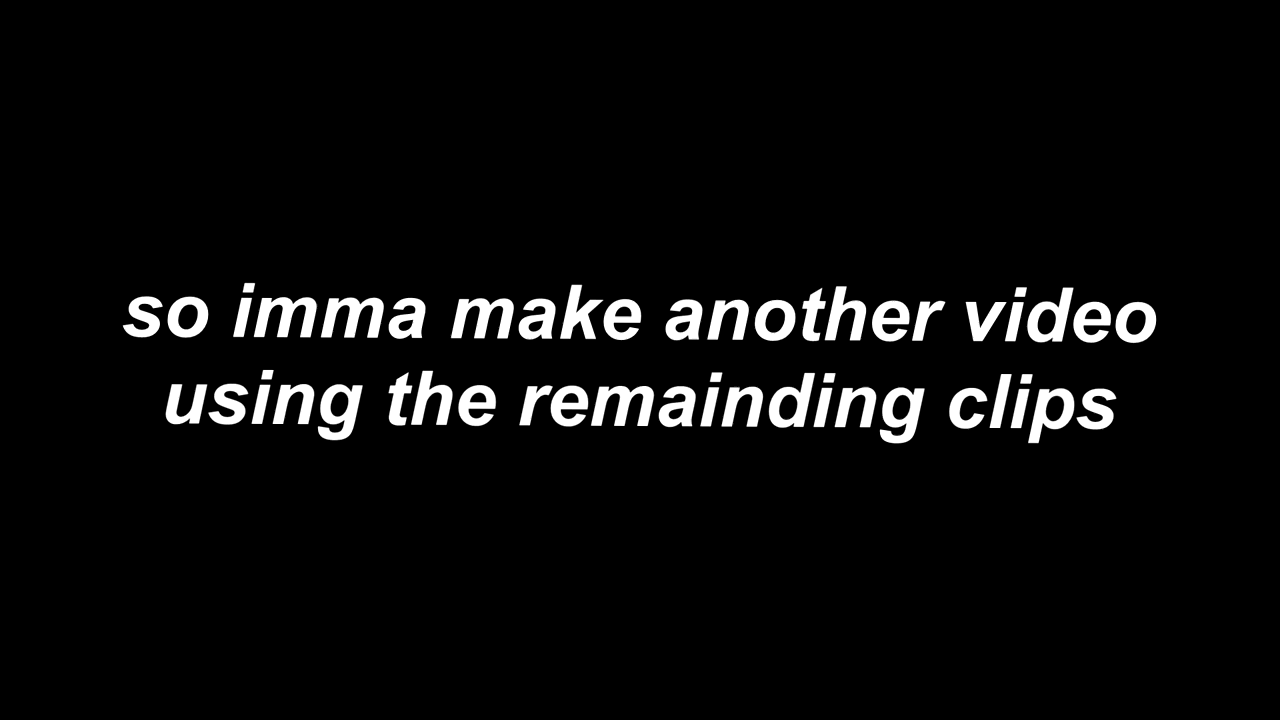 so imma make another video
using the remainding clips